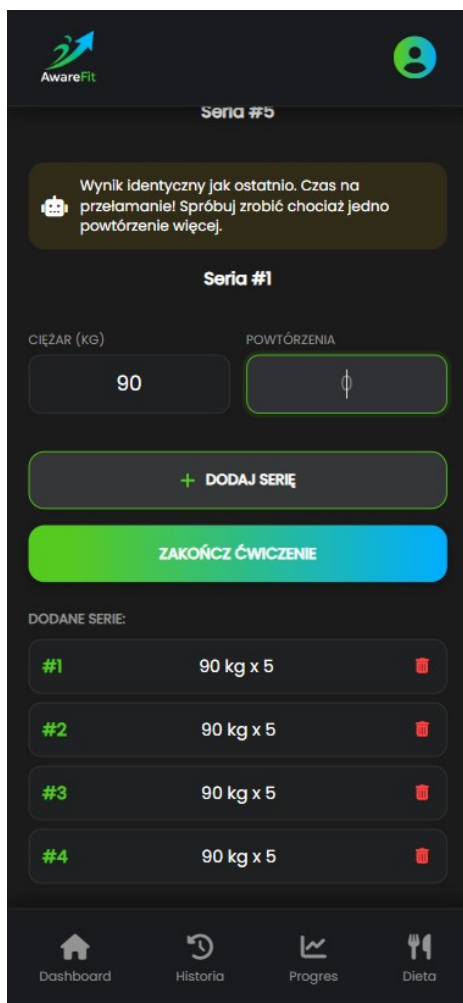 AwareFit
Seria #5
Wynik identyczny jak ostatnio. Czas na
przełamanie! Spróbuj zrobić chociaż jedno
powtórzenie więcej.
Seria #1
CIĘŻAR (KG)
POWTÓRZENIA
90
0
+ DODAJ SERIĘ
ZAKOŃCZ ĆWICZENIE
DODANE SERIE:
#1 90 kg x 5
#2 90 kg x 5
#3 90 kg x 5
#4 90 kg x 5
Dashboard Historia Progres Dieta